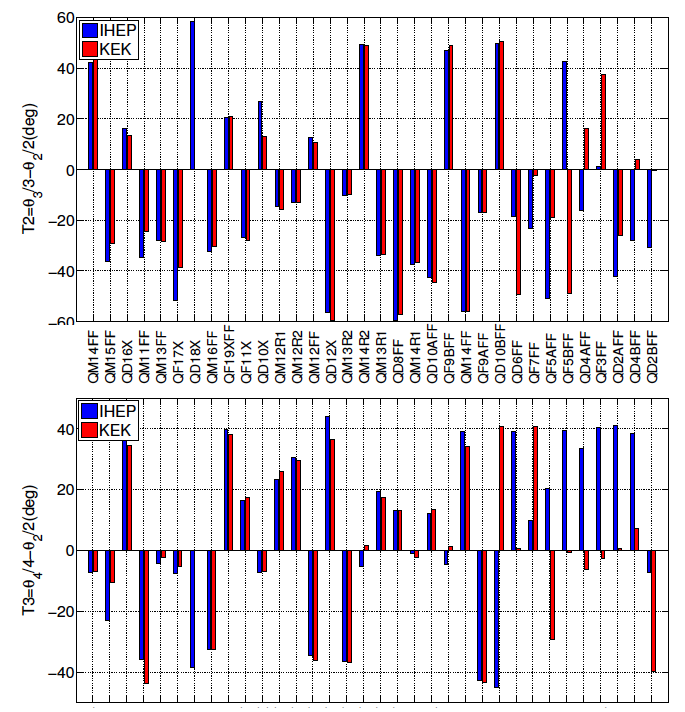 60
40
20
0
−20
−40
−60
T2=θ3/3−θ2/2(deg)
IHEP
KEK
QM14FF
QM15FF
QD16X
QM11FF
QM13FF
QF17X
QD18X
QM16FF
QF19XFF
QF11X
QD10X
QM12R1
QM12R2
QM12FF
QD12X
QM13R2
QM14R2
QM13R1
QD8FF
QM14R1
QD10AFF
QF9BFF
QM14FF
QF9AFF
QD10BFF
QD8FF
QF7FF
QF5AFF
QF5BFF
QD4AFF
QF3FF
QD2AFF
QD4BFF
QD2BFF
40
20
0
−20
−40
T3=θ4/4−θ2/2(deg)
IHEP
KEK